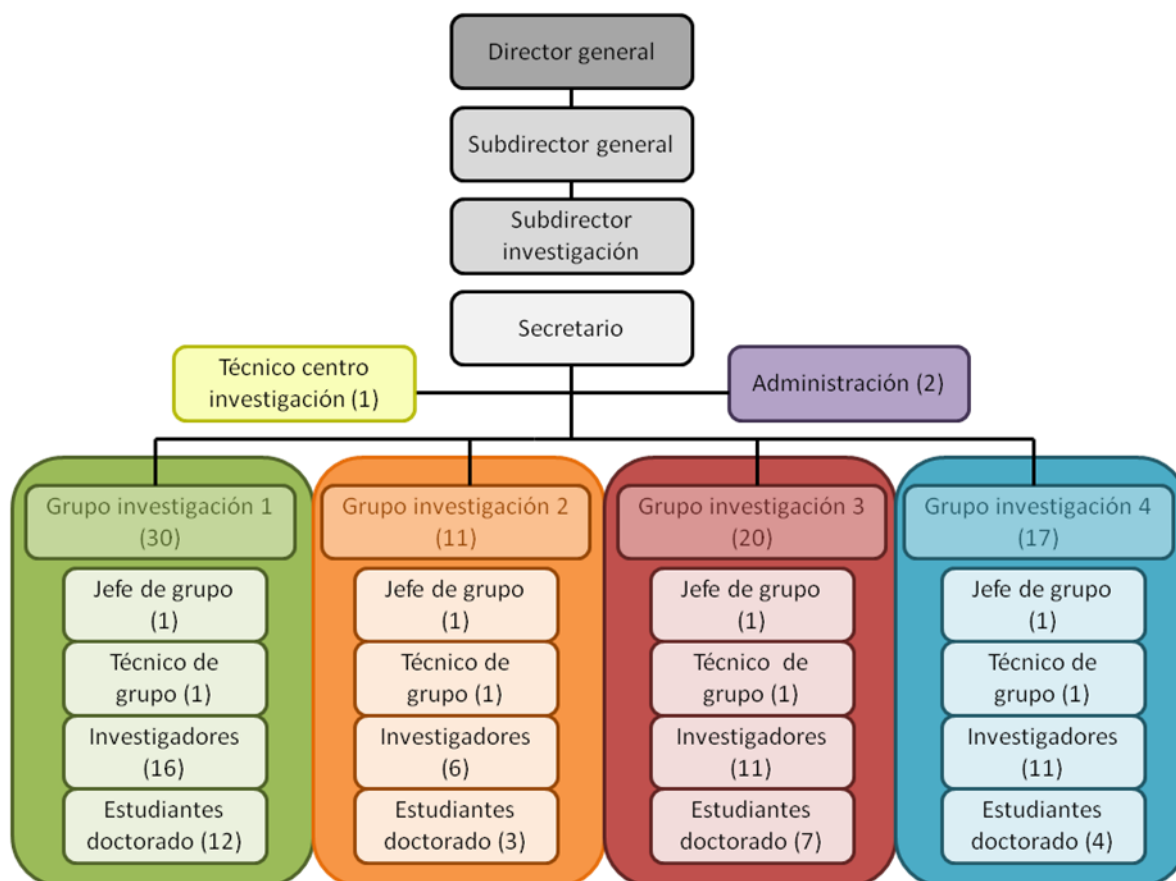 Director general
Subdirector general
Subdirector
investigación
Secretario
Técnico centro
investigación (1)
Administración (2)
Grupo investigación 1
(30)
Jefe de grupo
(1)
Técnico de
grupo (1)
Investigadores
(16)
Estudiantes
doctorado (12)
Grupo investigación 2
(11)
Jefe de grupo
(1)
Técnico de
grupo (1)
Investigadores
(6)
Estudiantes
doctorado (3)
Grupo investigación 3
(20)
Jefe de grupo
(1)
Técnico de
grupo (1)
Investigadores
(11)
Estudiantes
doctorado (7)
Grupo investigación 4
(17)
Jefe de grupo
(1)
Técnico de
grupo (1)
Investigadores
(11)
Estudiantes
doctorado (4)